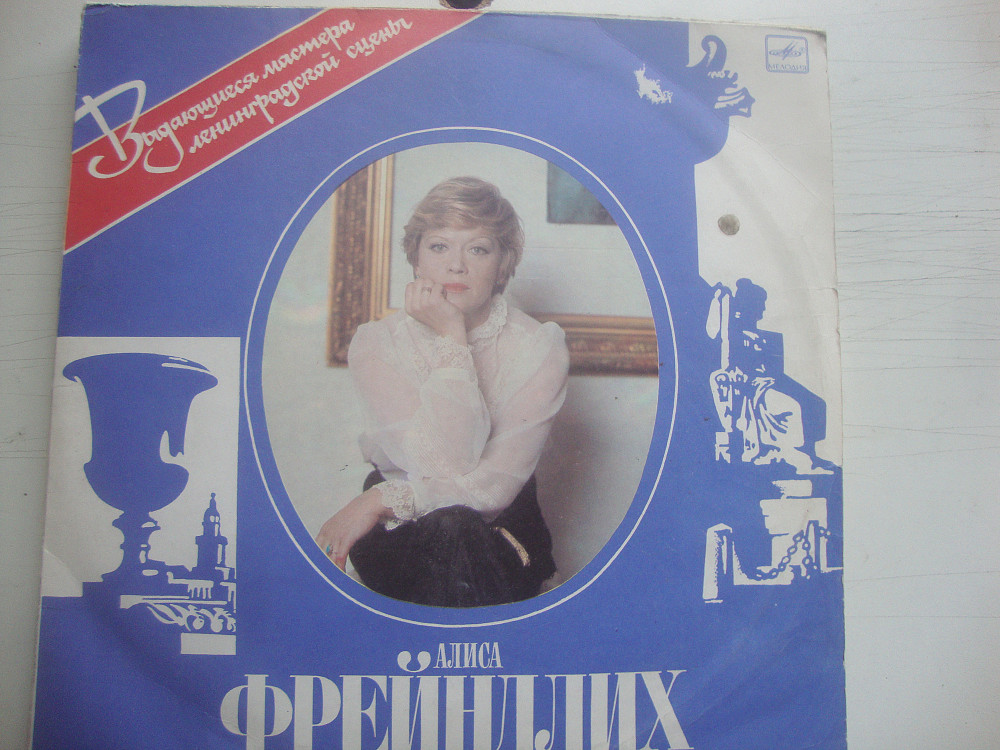 Выдающиеся мастера
ленинградской сцены
МЕЛОДИЯ
АЛИСА
ФРЕЙНДЛИХ